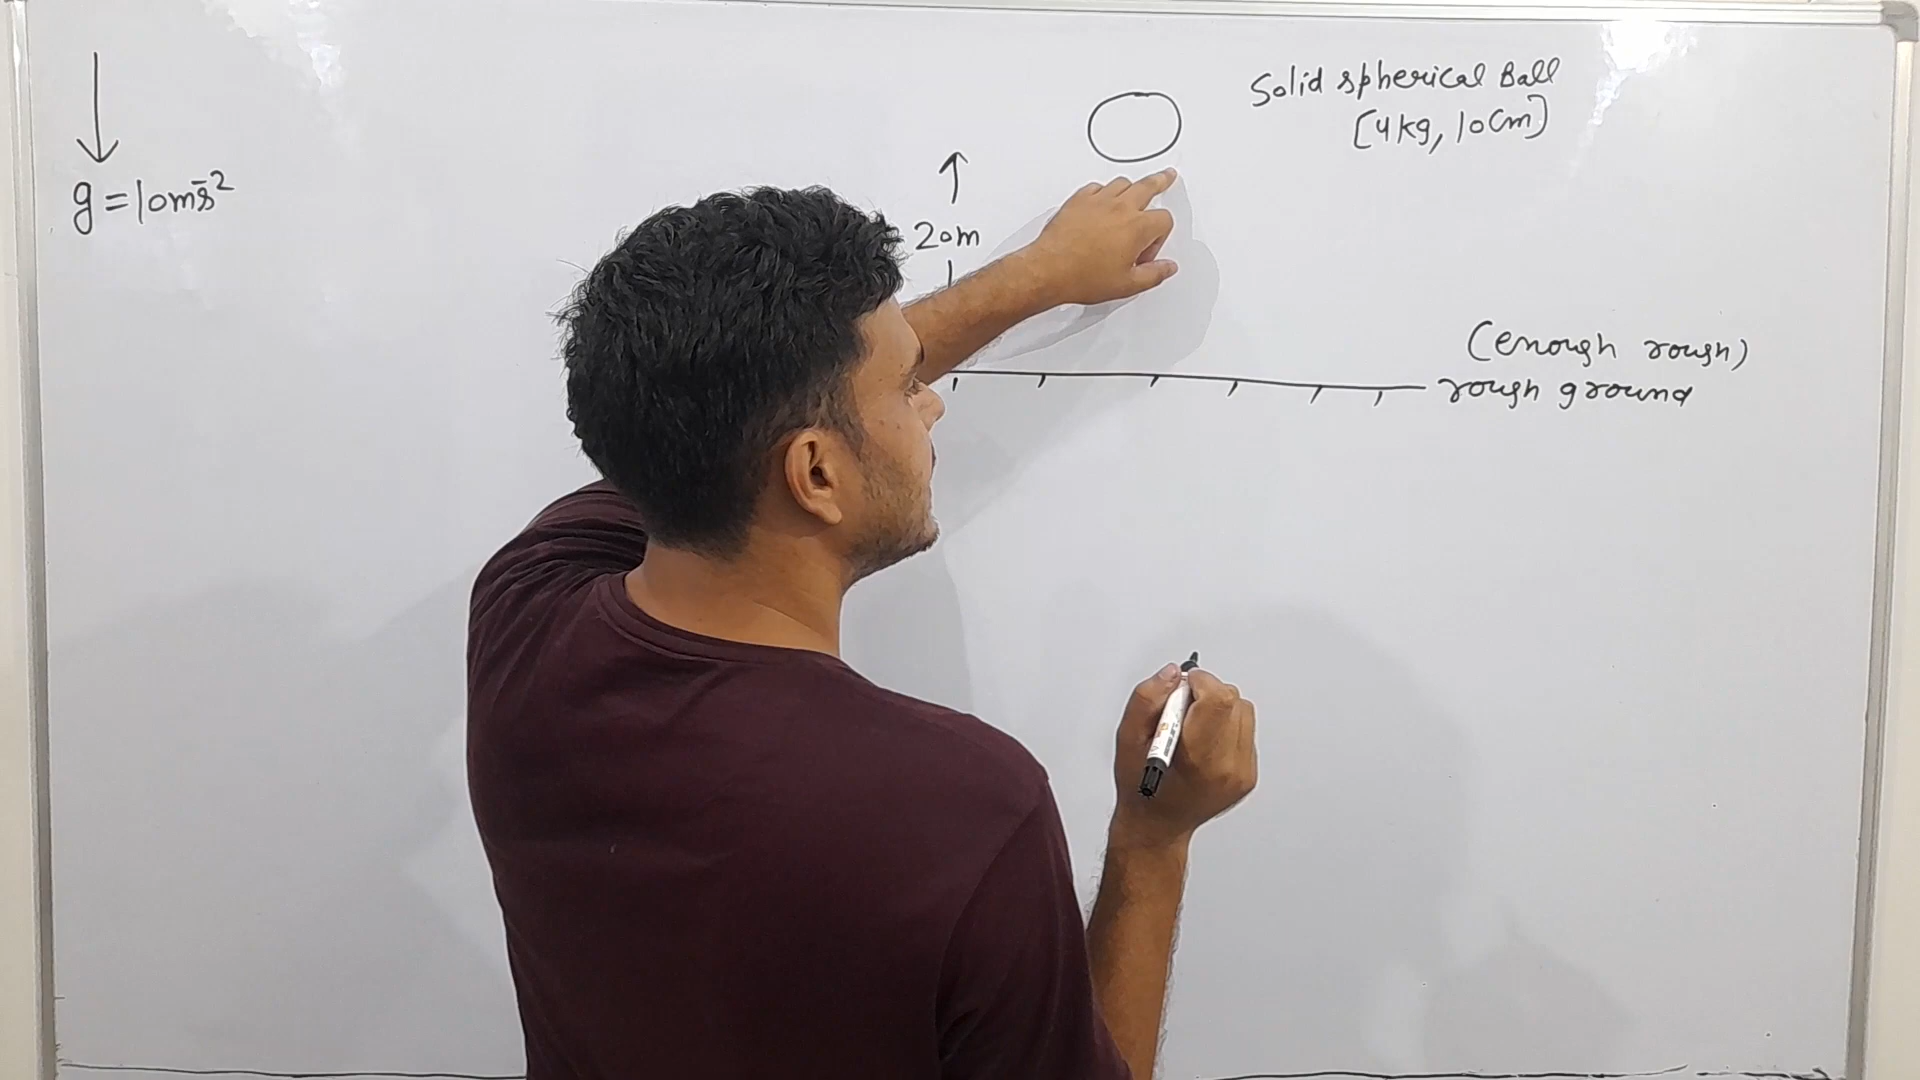 Solid spherical Ball
[4kg, 10cm]
g = 10ms⁻²
20m
(enough rough)
rough ground